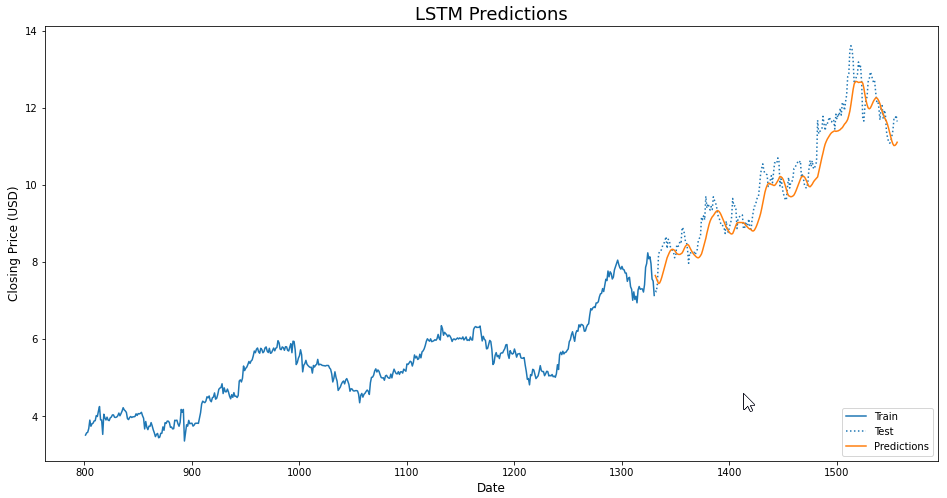 LSTM Predictions
14
12
10
8
6
4
Closing Price (USD)
800 900 1000 1100 1200 1300 1400 1500
Date
Train
Test
Predictions